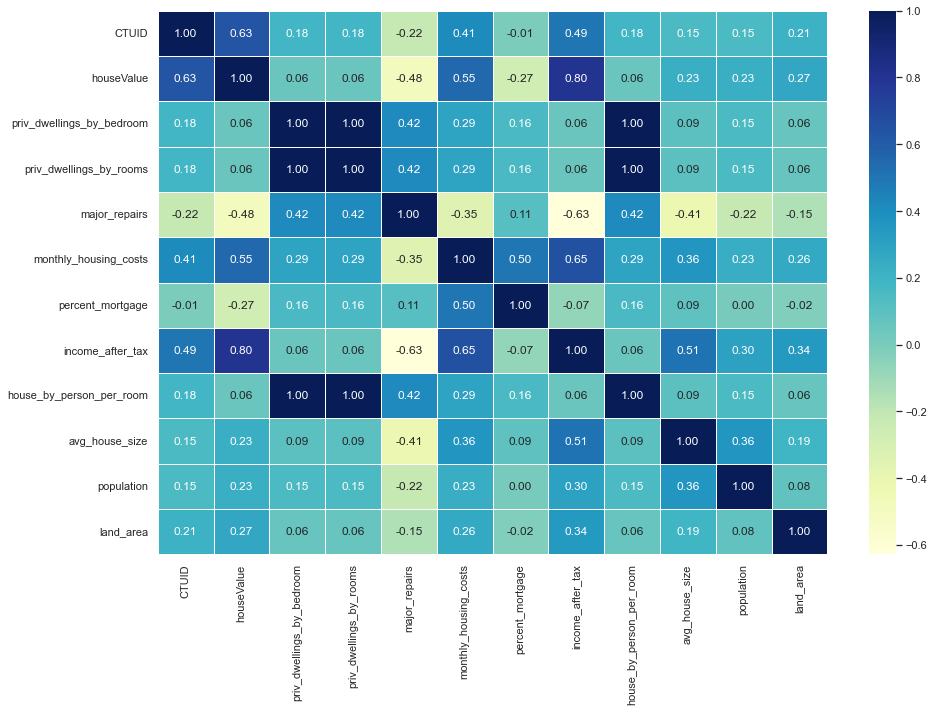 CTUID 1.00 0.63 0.18 0.18 -0.22 0.41 -0.01 0.49 0.18 0.15 0.15 0.21
houseValue 0.63 1.00 0.06 0.06 -0.48 0.55 -0.27 0.80 0.06 0.23 0.23 0.27
priv_dwellings_by_bedroom 0.18 0.06 1.00 1.00 0.42 0.29 0.16 0.06 1.00 0.09 0.15 0.06
priv_dwellings_by_rooms 0.18 0.06 1.00 1.00 0.42 0.29 0.16 0.06 1.00 0.09 0.15 0.06
major_repairs -0.22 -0.48 0.42 0.42 1.00 -0.35 0.11 -0.63 0.42 -0.41 -0.22 -0.15
monthly_housing_costs 0.41 0.55 0.29 0.29 -0.35 1.00 0.50 0.65 0.29 0.36 0.23 0.26
percent_mortgage -0.01 -0.27 0.16 0.16 0.11 0.50 1.00 -0.07 0.16 0.09 0.00 -0.02
income_after_tax 0.49 0.80 0.06 0.06 -0.63 0.65 -0.07 1.00 0.06 0.51 0.30 0.34
house_by_person_per_room 0.18 0.06 1.00 1.00 0.42 0.29 0.16 0.06 1.00 0.09 0.15 0.06
avg_house_size 0.15 0.23 0.09 0.09 -0.41 0.36 0.09 0.51 0.09 1.00 0.36 0.19
population 0.15 0.23 0.15 0.15 -0.22 0.23 0.00 0.30 0.15 0.36 1.00 0.08
land_area 0.21 0.27 0.06 0.06 -0.15 0.26 -0.02 0.34 0.06 0.19 0.08 1.00
CTUID
houseValue
priv_dwellings_by_bedroom
priv_dwellings_by_rooms
major_repairs
monthly_housing_costs
percent_mortgage
income_after_tax
house_by_person_per_room
avg_house_size
population
land_area
1.0
0.8
0.6
0.4
0.2
0.0
−0.2
−0.4
−0.6